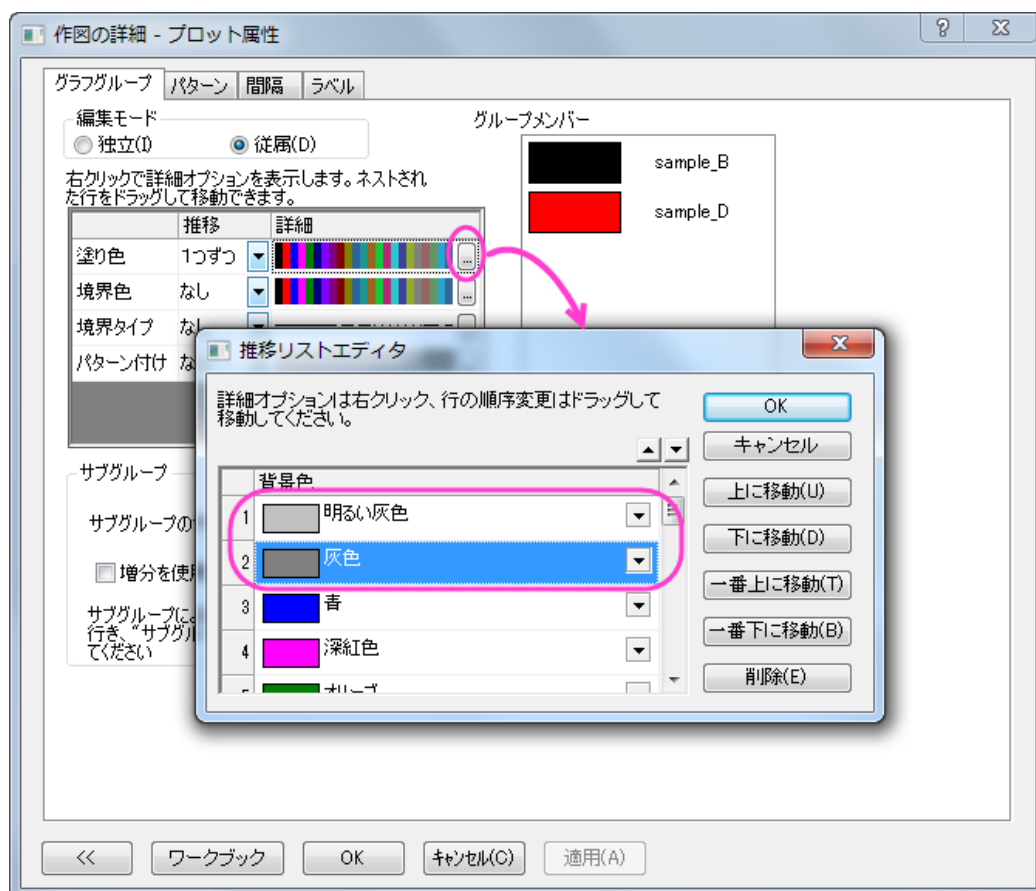 作図の詳細 - プロット属性
グラフグループ パターン 間隔 ラベル
編集モード
独立(I) 従属(D)
グループメンバー
sample_B
sample_D
右クリックで詳細オプションを表示します。ネストされ
た行をドラッグして移動できます。
推移 詳細
塗り色 1つずつ ...
境界色 なし ...
境界タイプ なし
パターン付け
推移リストエディタ
詳細オプションは右クリック、行の順序変更はドラッグして
移動してください。
OK
キャンセル
上に移動(U)
下に移動(D)
一番上に移動(T)
一番下に移動(B)
削除(E)
背景色
1 明るい灰色
2 灰色
3 青
4 深紅色
オリーブ
サブグループ
サブグループの
増分を使
サブグループに
行き、"サブグル
てください
<< ワークブック OK キャンセル(C) 適用(A)